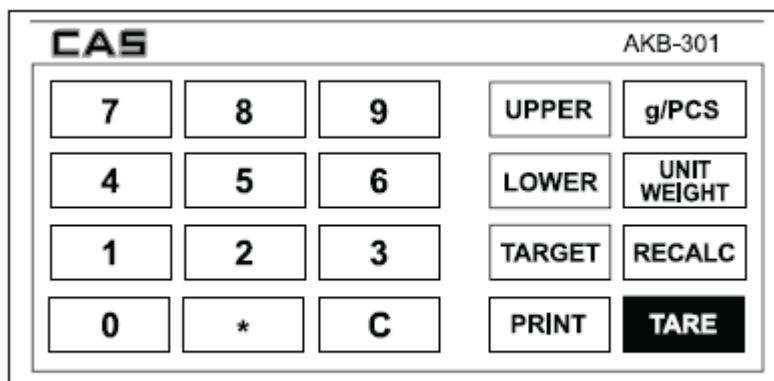 CAS AKB-301
7 8 9 UPPER g/PCS
4 5 6 LOWER UNIT WEIGHT
1 2 3 TARGET RECALC
0 * C PRINT TARE